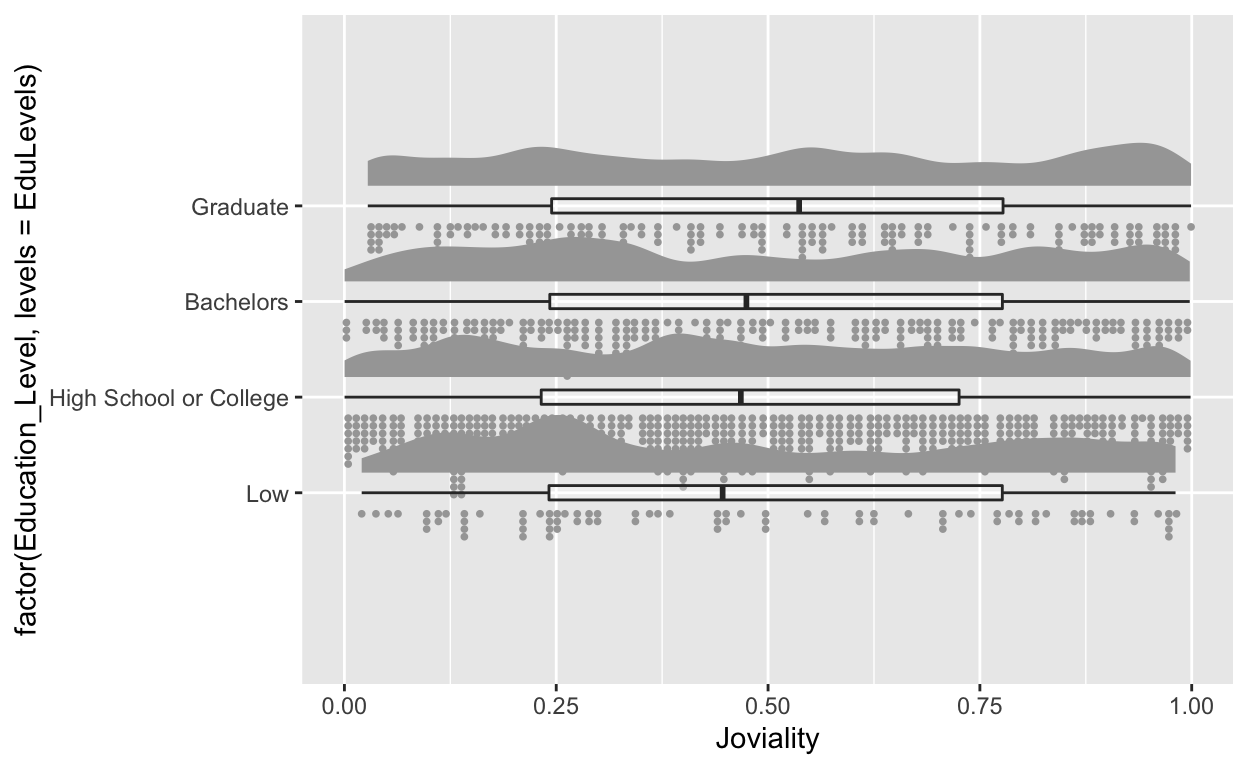 factor(Education_Level, levels = EduLevels)
Graduate
Bachelors
High School or College
Low
0.00
0.25
0.50
0.75
1.00
Joviality